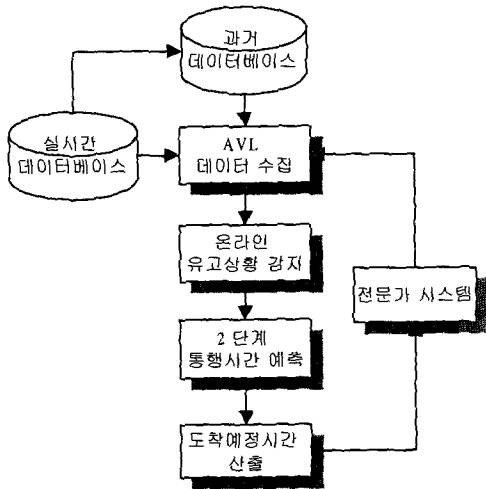 과거
데이터베이스
실시간
데이터베이스
AVL
데이터 수집
온라인
유고상황 감지
전문가 시스템
2 단계
통행시간 예측
도착예정시간
산출